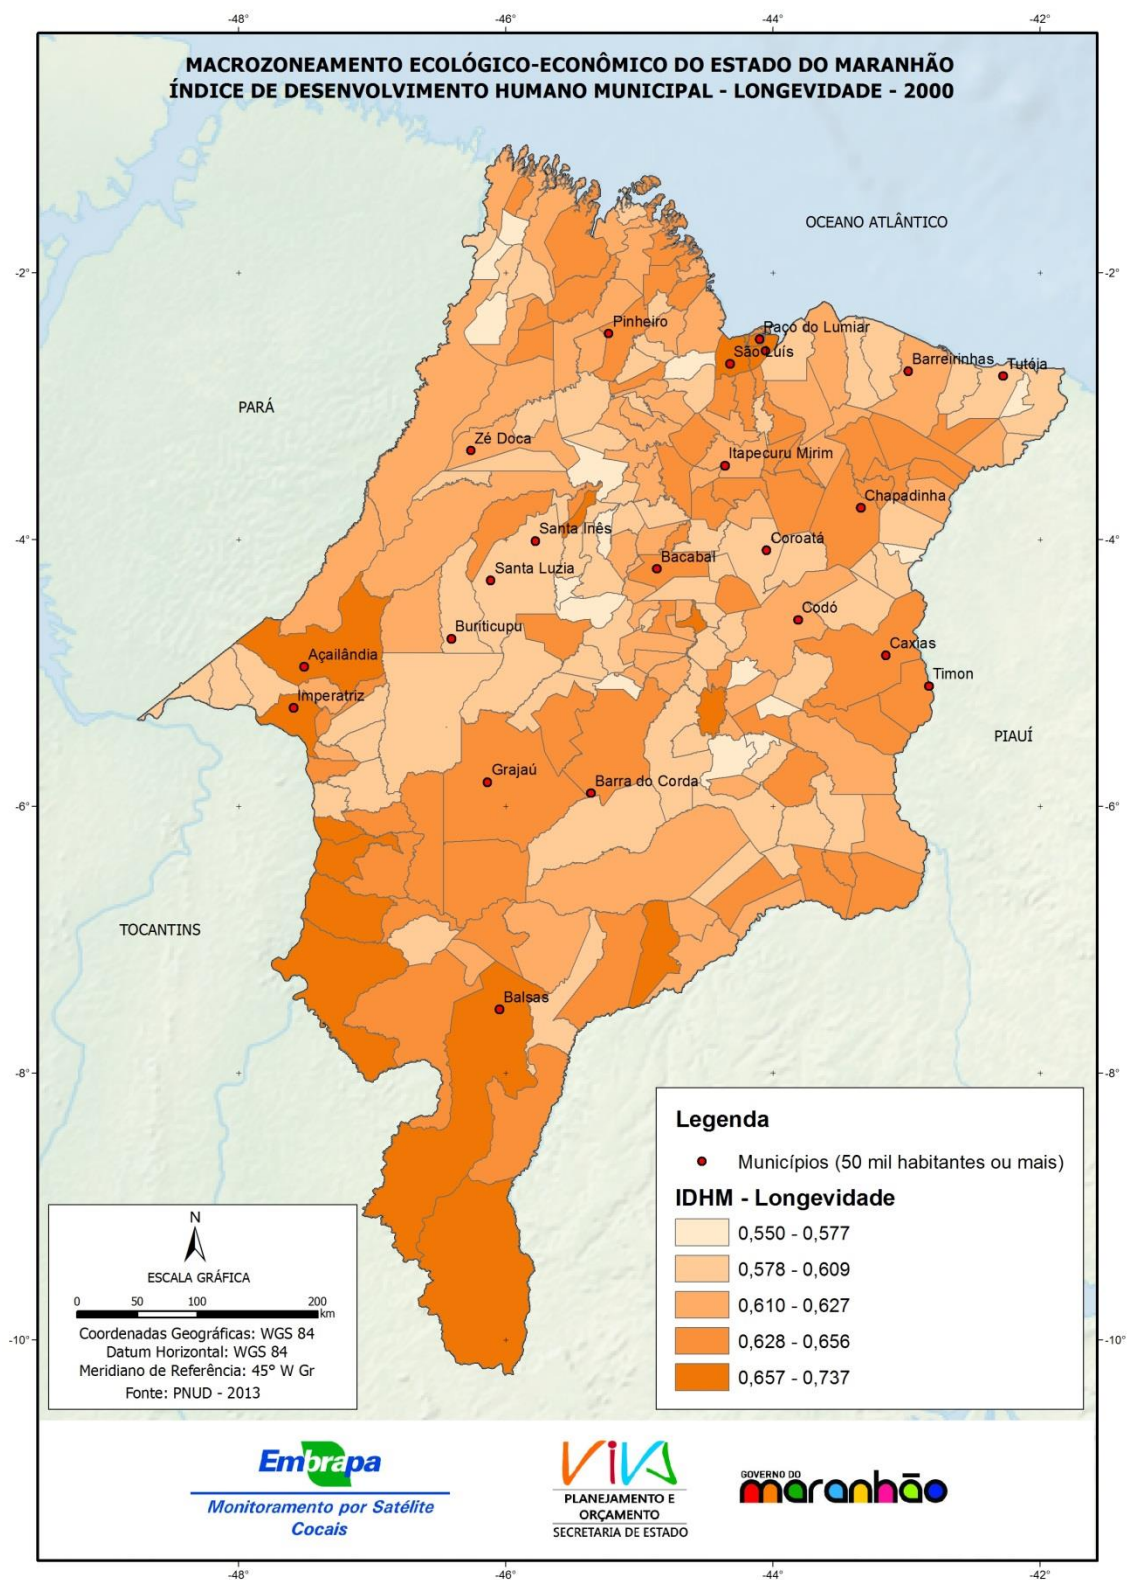 -48°
-46°
-44°
-42°
MACROZONEAMENTO ECOLÓGICO-ECONÔMICO DO ESTADO DO MARANHÃO
ÍNDICE DE DESENVOLVIMENTO HUMANO MUNICIPAL - LONGEVIDADE - 2000
OCEANO ATLÂNTICO
-2°
-2°
Pinheiro
Paço do Lumiar
São Luís
Barreirinhas
Tutóia
PARÁ
Zé Doca
Itapecuru Mirim
Chapadinha
-4°
-4°
Santa Inês
Coroatá
Bacabal
Santa Luzia
Codó
Buriticupu
Caxias
Açailândia
Timon
Imperatriz
PIAUÍ
Grajaú
Barra do Corda
-6°
-6°
TOCANTINS
Balsas
-8°
-8°
Legenda
Municípios (50 mil habitantes ou mais)
IDHM - Longevidade
0,550 - 0,577
0,578 - 0,609
0,610 - 0,627
0,628 - 0,656
0,657 - 0,737
N
ESCALA GRÁFICA
0 50 100 200
km
Coordenadas Geográficas: WGS 84
Datum Horizontal: WGS 84
Meridiano de Referência: 45° W Gr
Fonte: PNUD - 2013
-10°
-10°
Embrapa
Monitoramento por Satélite
Cocais
VIVA
PLANEJAMENTO E
ORÇAMENTO
SECRETARIA DE ESTADO
GOVERNO DO
maranhão
-48°
-46°
-44°
-42°